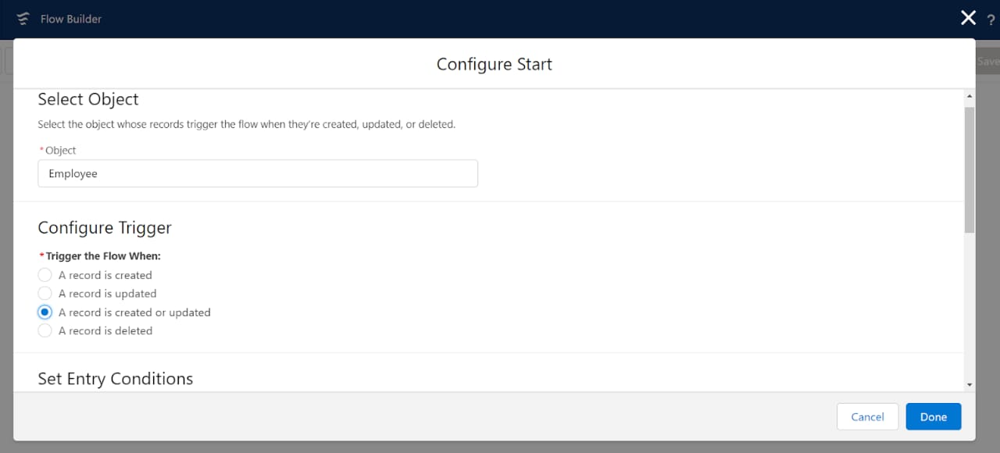 Flow Builder
?
Save
Configure Start
Select Object
Select the object whose records trigger the flow when they're created, updated, or deleted.
*Object
Employee
Configure Trigger
*Trigger the Flow When:
A record is created
A record is updated
A record is created or updated
A record is deleted
Set Entry Conditions
Cancel
Done